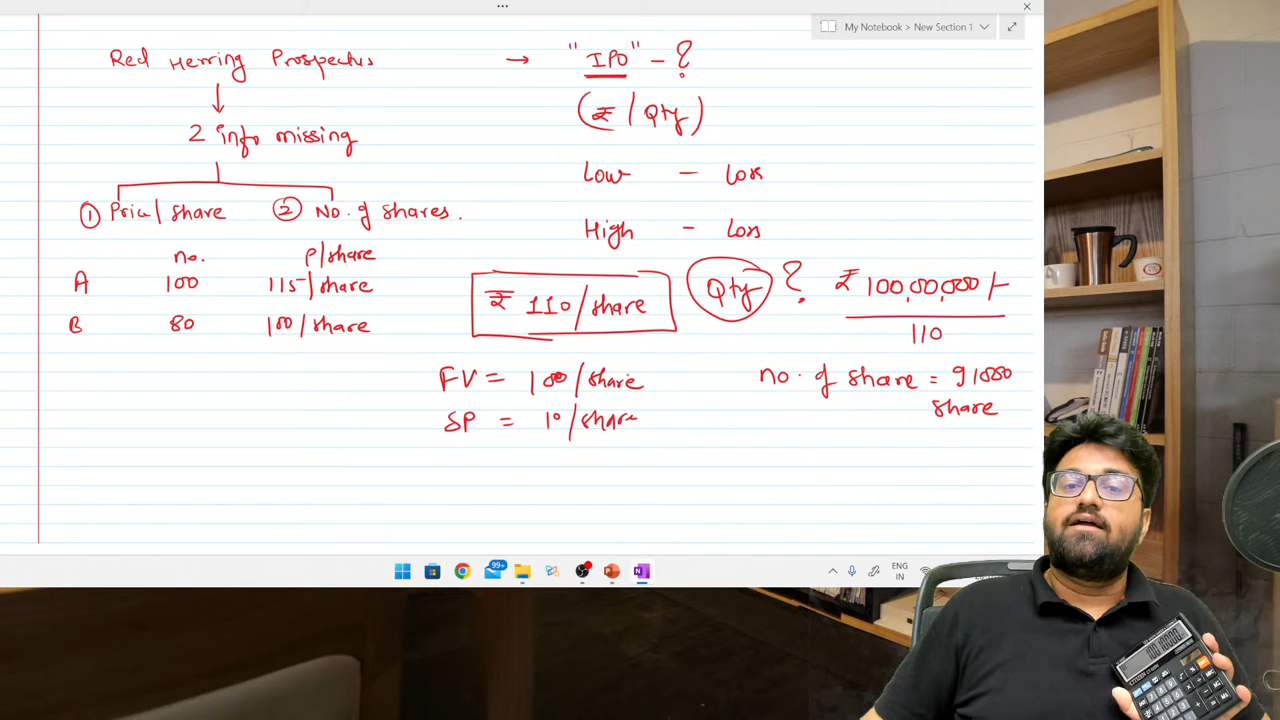 My Notebook > New Section 1
Red Herring Prospectus → "IPO" – ?
2 info missing
(₹ / Qty)
① Price / share ② No. of shares.
Low – Loss
High – Loss
no. p/share
A 100 115/share
B 80 100/share
₹ 110/share
Qty ?
₹ 100,00,000/-
110
FV = 100/share
SP = 10/share
no. of share = 91000
share
99+
ENG
IN
CITIZEN